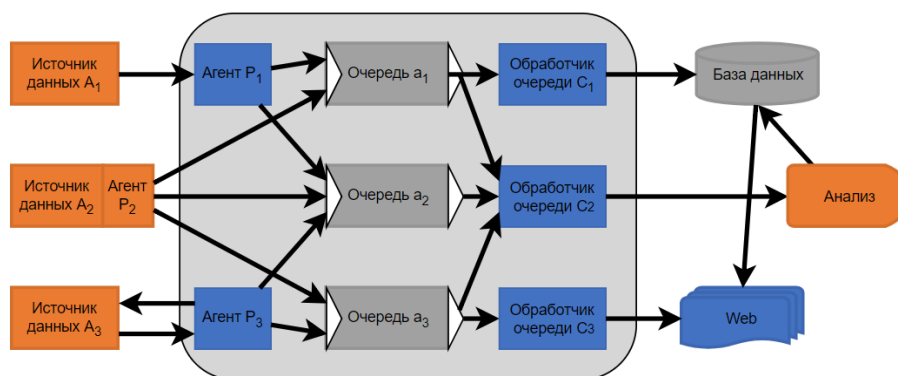 Источник
данных A1
Агент P1
Очередь a1
Обработчик
очереди C1
База данных
Источник
данных A2
Агент
P2
Очередь a2
Обработчик
очереди C2
Анализ
Источник
данных A3
Агент P3
Очередь a3
Обработчик
очереди C3
Web